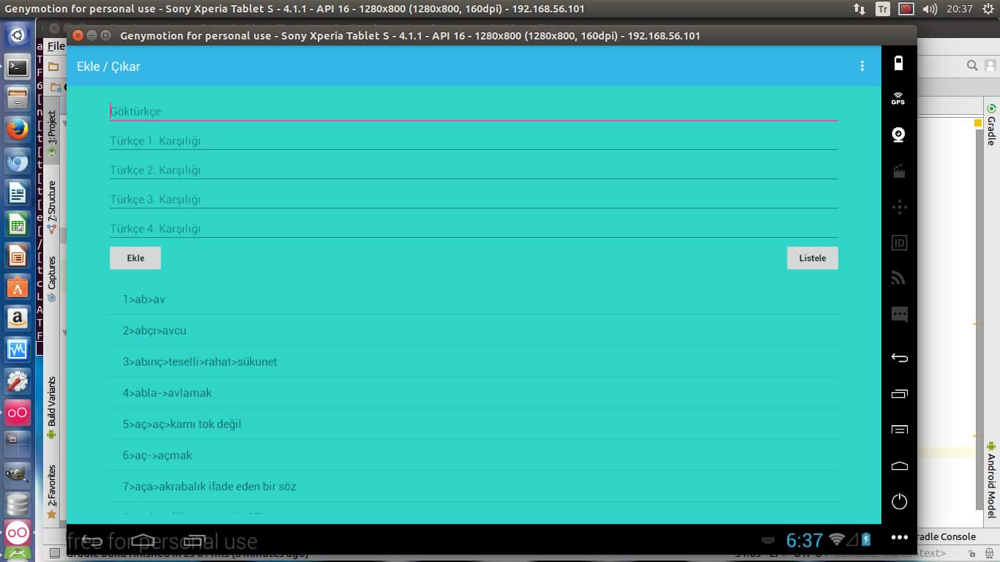 Genymotion for personal use - Sony Xperia Tablet S - 4.1.1 - API 16 - 1280x800 (1280x800, 160dpi) - 192.168.56.101
Tr
20:37
Genymotion for personal use - Sony Xperia Tablet S - 4.1.1 - API 16 - 1280x800 (1280x800, 160dpi) - 192.168.56.101
File
Ekle / Çıkar
GPS
Göktürkçe
Türkçe 1. Karşılığı
Türkçe 2. Karşılığı
Türkçe 3. Karşılığı
Türkçe 4. Karşılığı
Ekle
Listele
ID
1>ab>av
2>abçı>avcu
3>abınç>teselli>rahat>sükunet
4>abla->avlamak
5>aç>aç>karnı tok değil
6>aç->açmak
7>aça>akrabalık ifade eden bir söz
free for personal use
6:37
1: Project
7: Structure
Captures
Build Variants
2: Favorites
Gradle
Android Model
radle Console